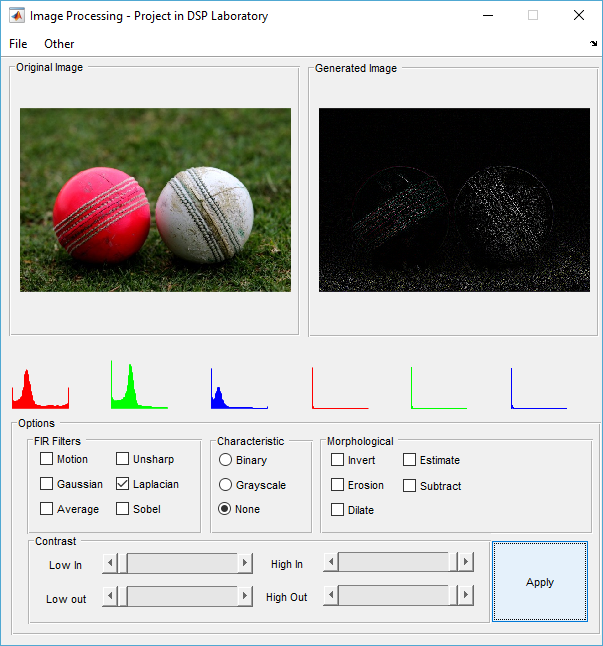 Image Processing - Project in DSP Laboratory
File Other
Original Image
Generated Image
Options
FIR Filters
Motion
Unsharp
Gaussian
Laplacian
Average
Sobel
Characteristic
Binary
Grayscale
None
Morphological
Invert
Estimate
Erosion
Subtract
Dilate
Contrast
Low In
High In
Low out
High Out
Apply